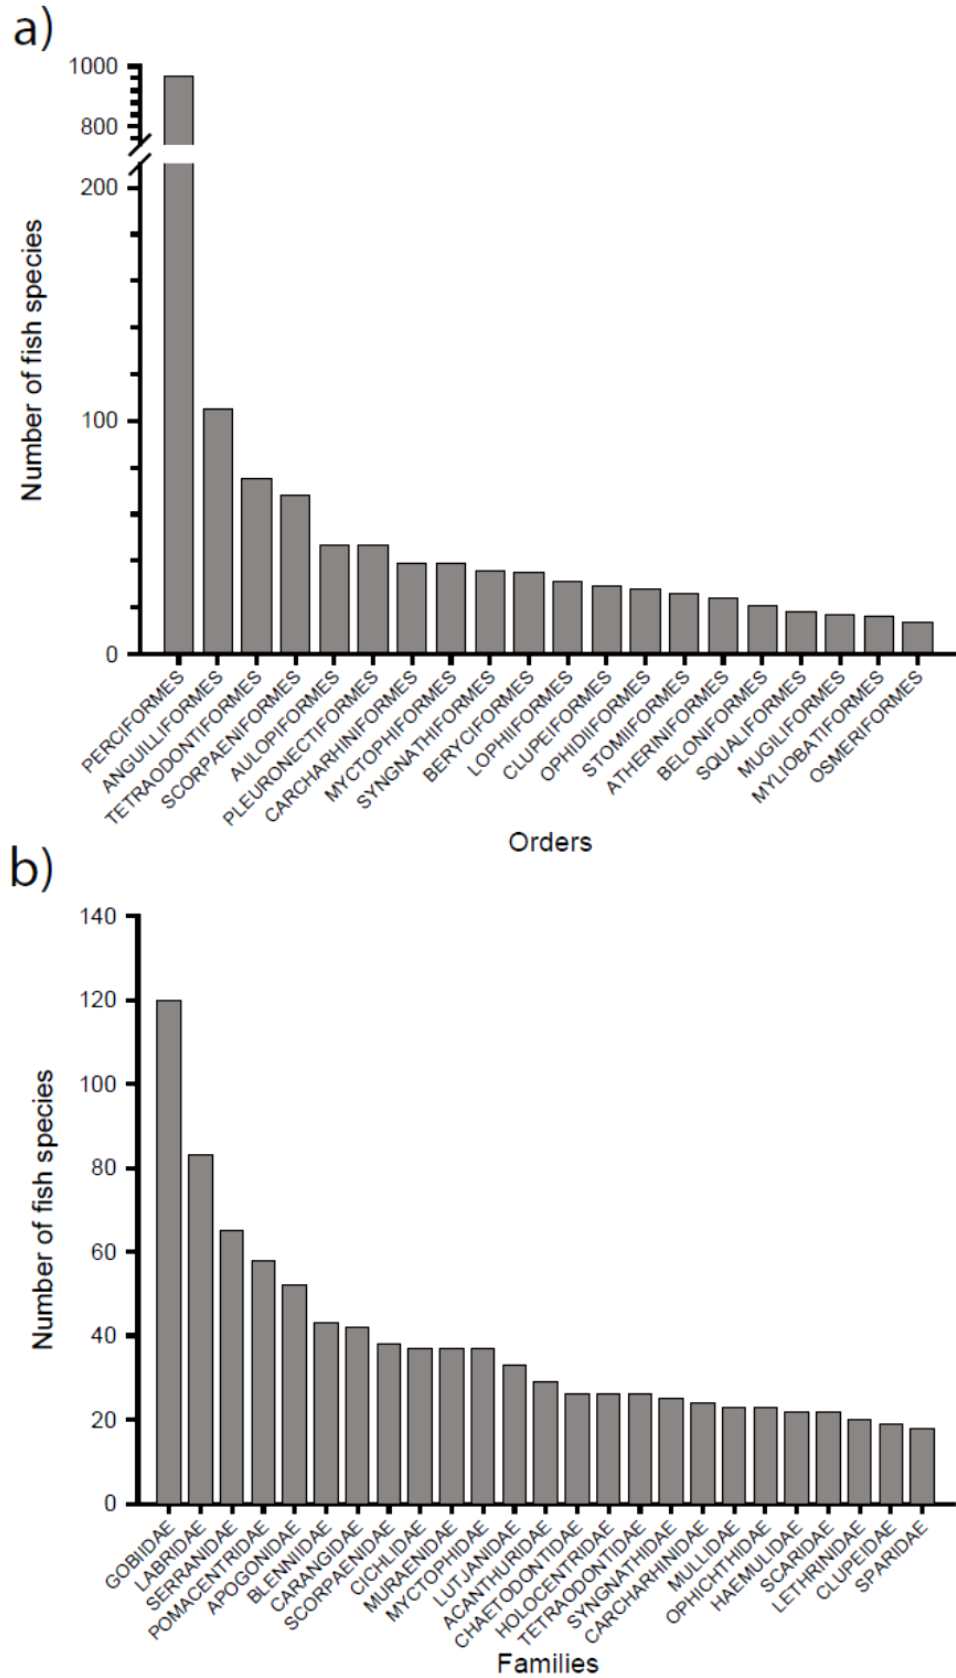 a)
1000
800
200
100
0
Number of fish species
PERCIFORMES
ANGUILLIFORMES
TETRAODONTIFORMES
SCORPAENIFORMES
AULOPIFORMES
PLEURONECTIFORMES
CARCHARHINIFORMES
MYCTOPHIFORMES
SYNGNATHIFORMES
BERYCIFORMES
LOPHIIFORMES
CLUPEIFORMES
OPHIDIIFORMES
STOMIIFORMES
ATHERINIFORMES
BELONIFORMES
SQUALIFORMES
MUGILIFORMES
MYLIOBATIFORMES
OSMERIFORMES
Orders
b)
140
120
100
80
60
40
20
0
Number of fish species
GOBIIDAE
LABRIDAE
SERRANIDAE
POMACENTRIDAE
APOGONIDAE
BLENNIIDAE
CARANGIDAE
SCORPAENIDAE
CICHLIDAE
MURAENIDAE
MYCTOPHIDAE
LUTJANIDAE
ACANTHURIDAE
CHAETODONTIDAE
HOLOCENTRIDAE
TETRAODONTIDAE
SYNGNATHIDAE
CARCHARHINIDAE
MULLIDAE
OPHICHTHIDAE
HAEMULIDAE
SCARIDAE
LETHRINIDAE
CLUPEIDAE
SPARIDAE
Families